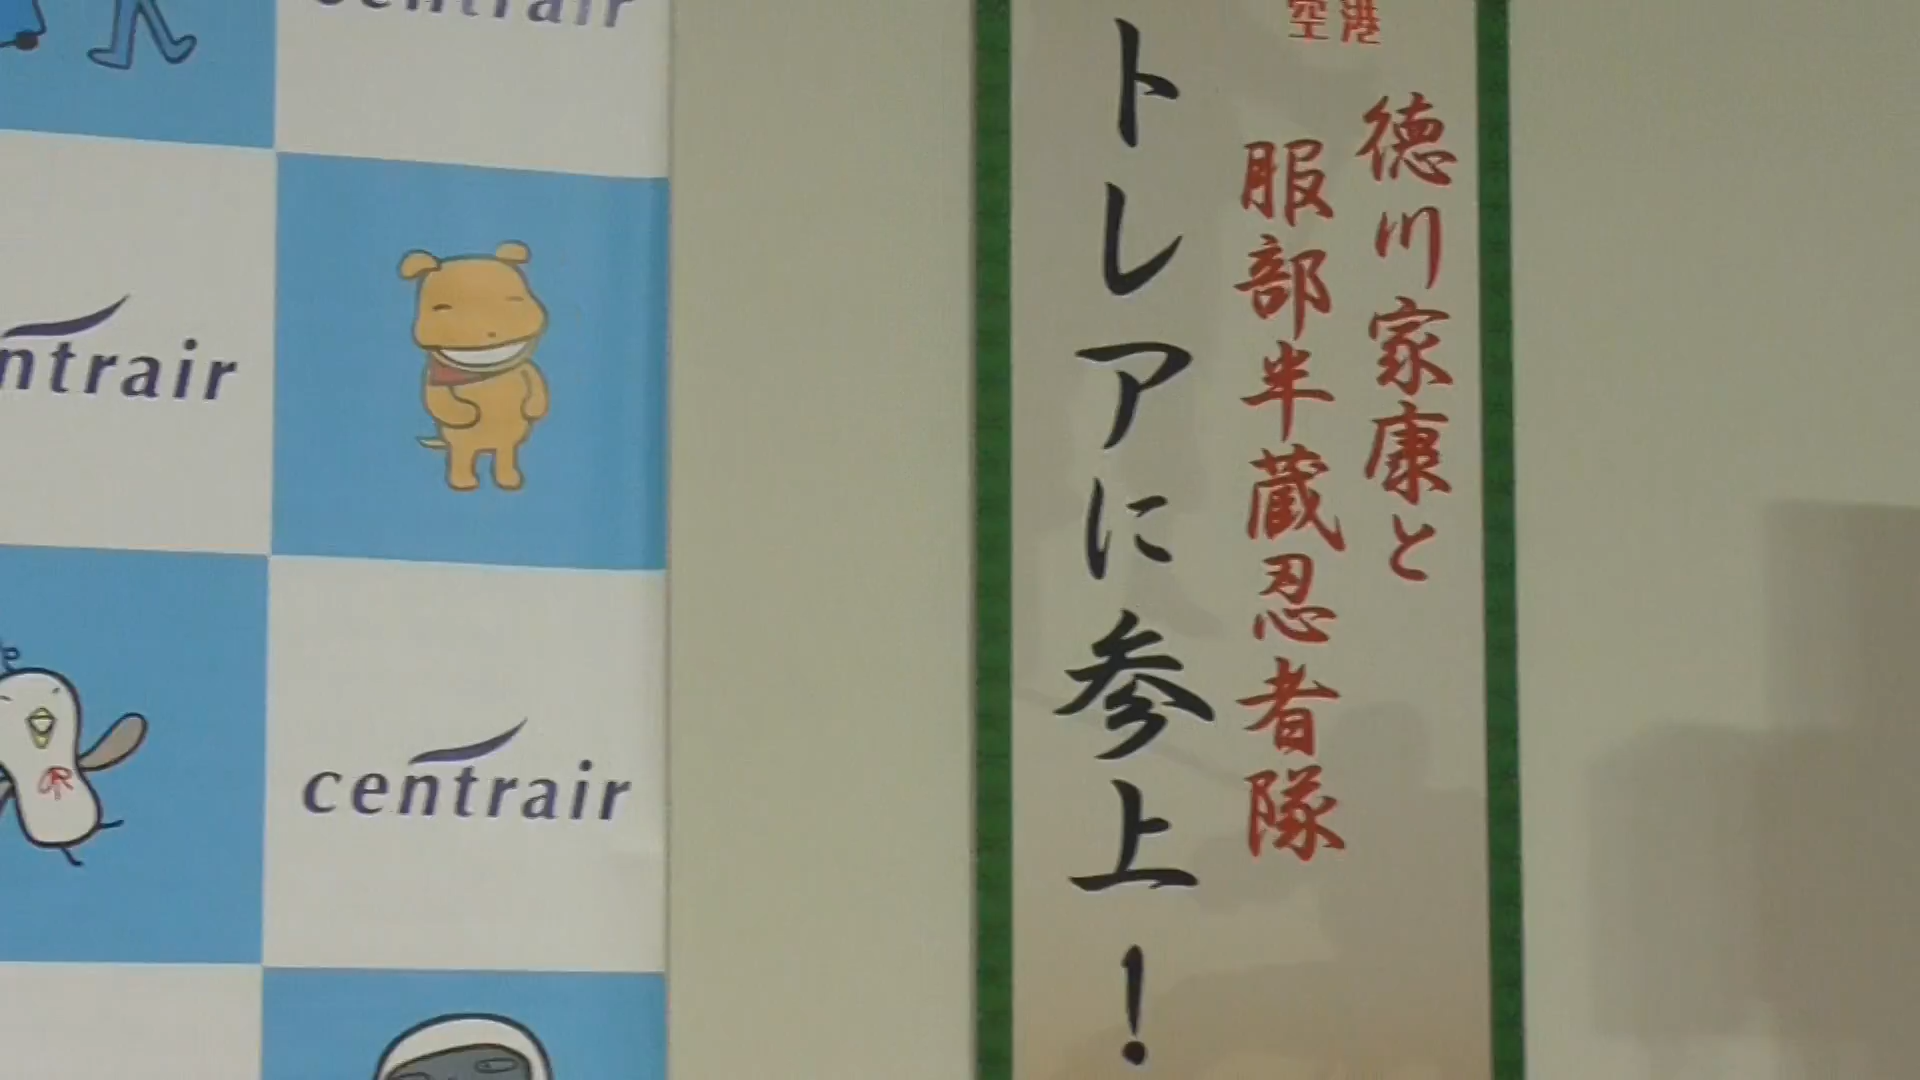 centrair
ntrair
centrair
空港
徳川家康と
服部半蔵忍者隊
トレアに参上！